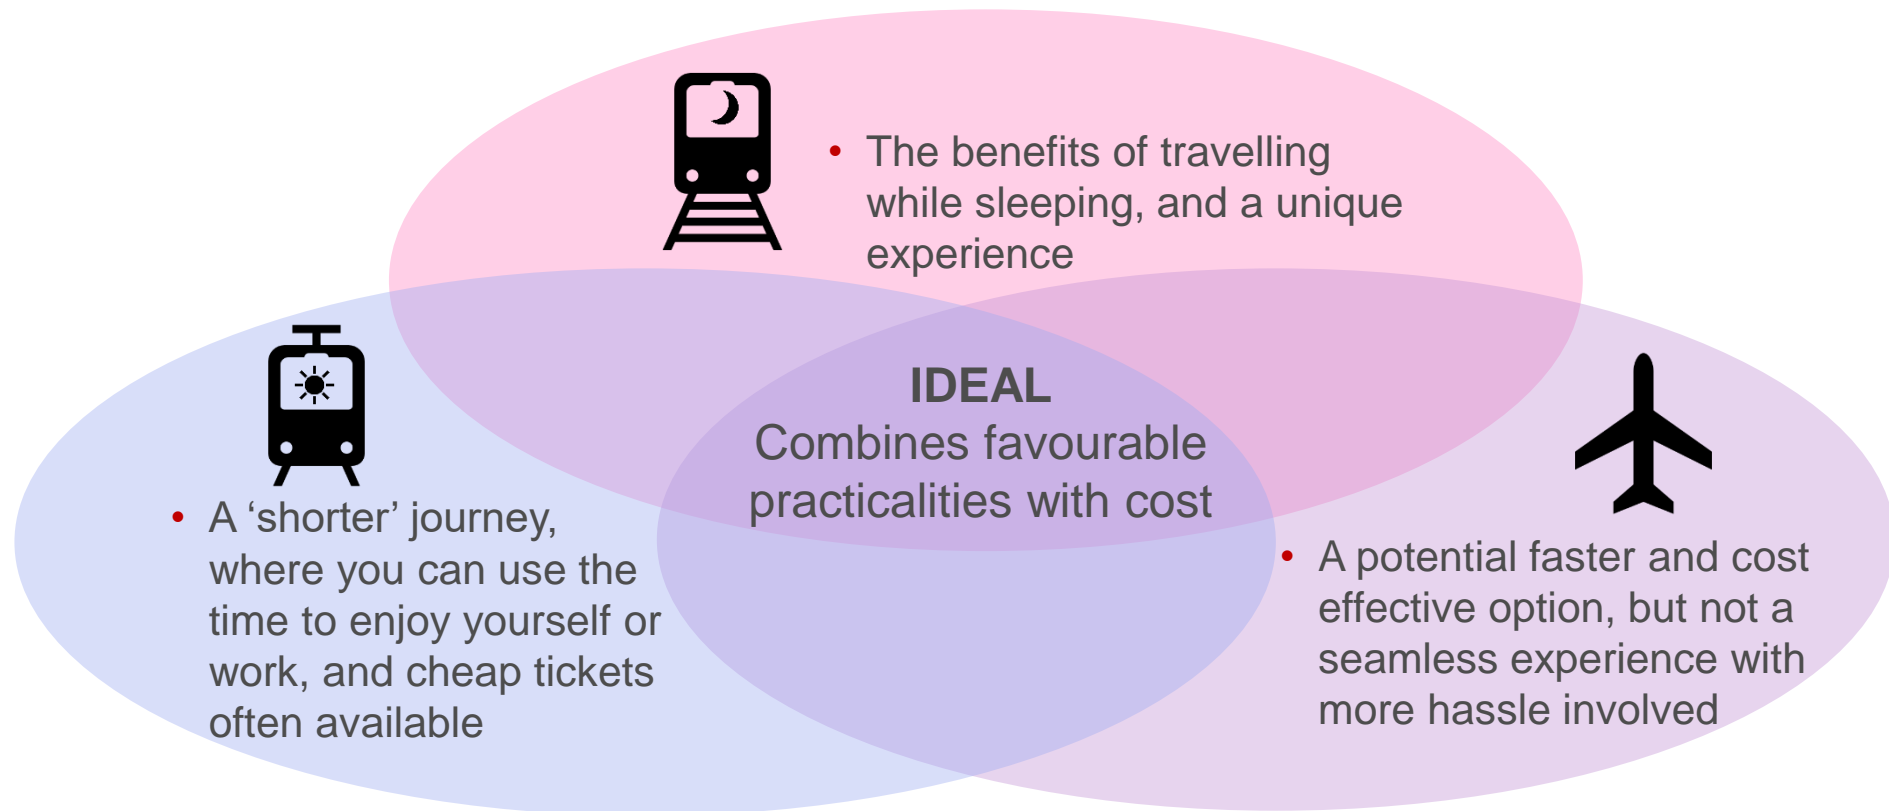 • The benefits of travelling
while sleeping, and a unique
experience
IDEAL
Combines favourable
practicalities with cost
• A ‘shorter’ journey,
where you can use the
time to enjoy yourself or
work, and cheap tickets
often available
• A potential faster and cost
effective option, but not a
seamless experience with
more hassle involved